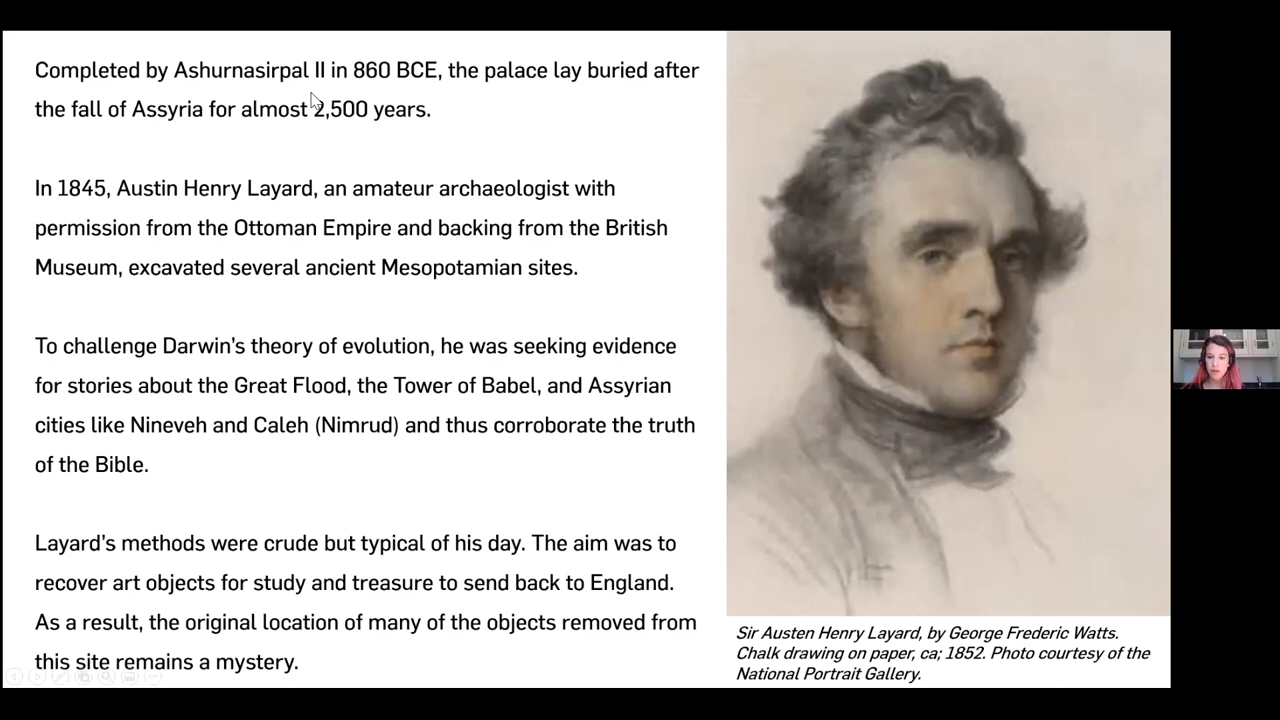 Completed by Ashurnasirpal II in 860 BCE, the palace lay buried after
the fall of Assyria for almost 2,500 years.
In 1845, Austin Henry Layard, an amateur archaeologist with
permission from the Ottoman Empire and backing from the British
Museum, excavated several ancient Mesopotamian sites.
To challenge Darwin's theory of evolution, he was seeking evidence
for stories about the Great Flood, the Tower of Babel, and Assyrian
cities like Nineveh and Caleh (Nimrud) and thus corroborate the truth
of the Bible.
Layard's methods were crude but typical of his day. The aim was to
recover art objects for study and treasure to send back to England.
As a result, the original location of many of the objects removed from
this site remains a mystery.
Sir Austen Henry Layard, by George Frederic Watts.
Chalk drawing on paper, ca; 1852. Photo courtesy of the
National Portrait Gallery.